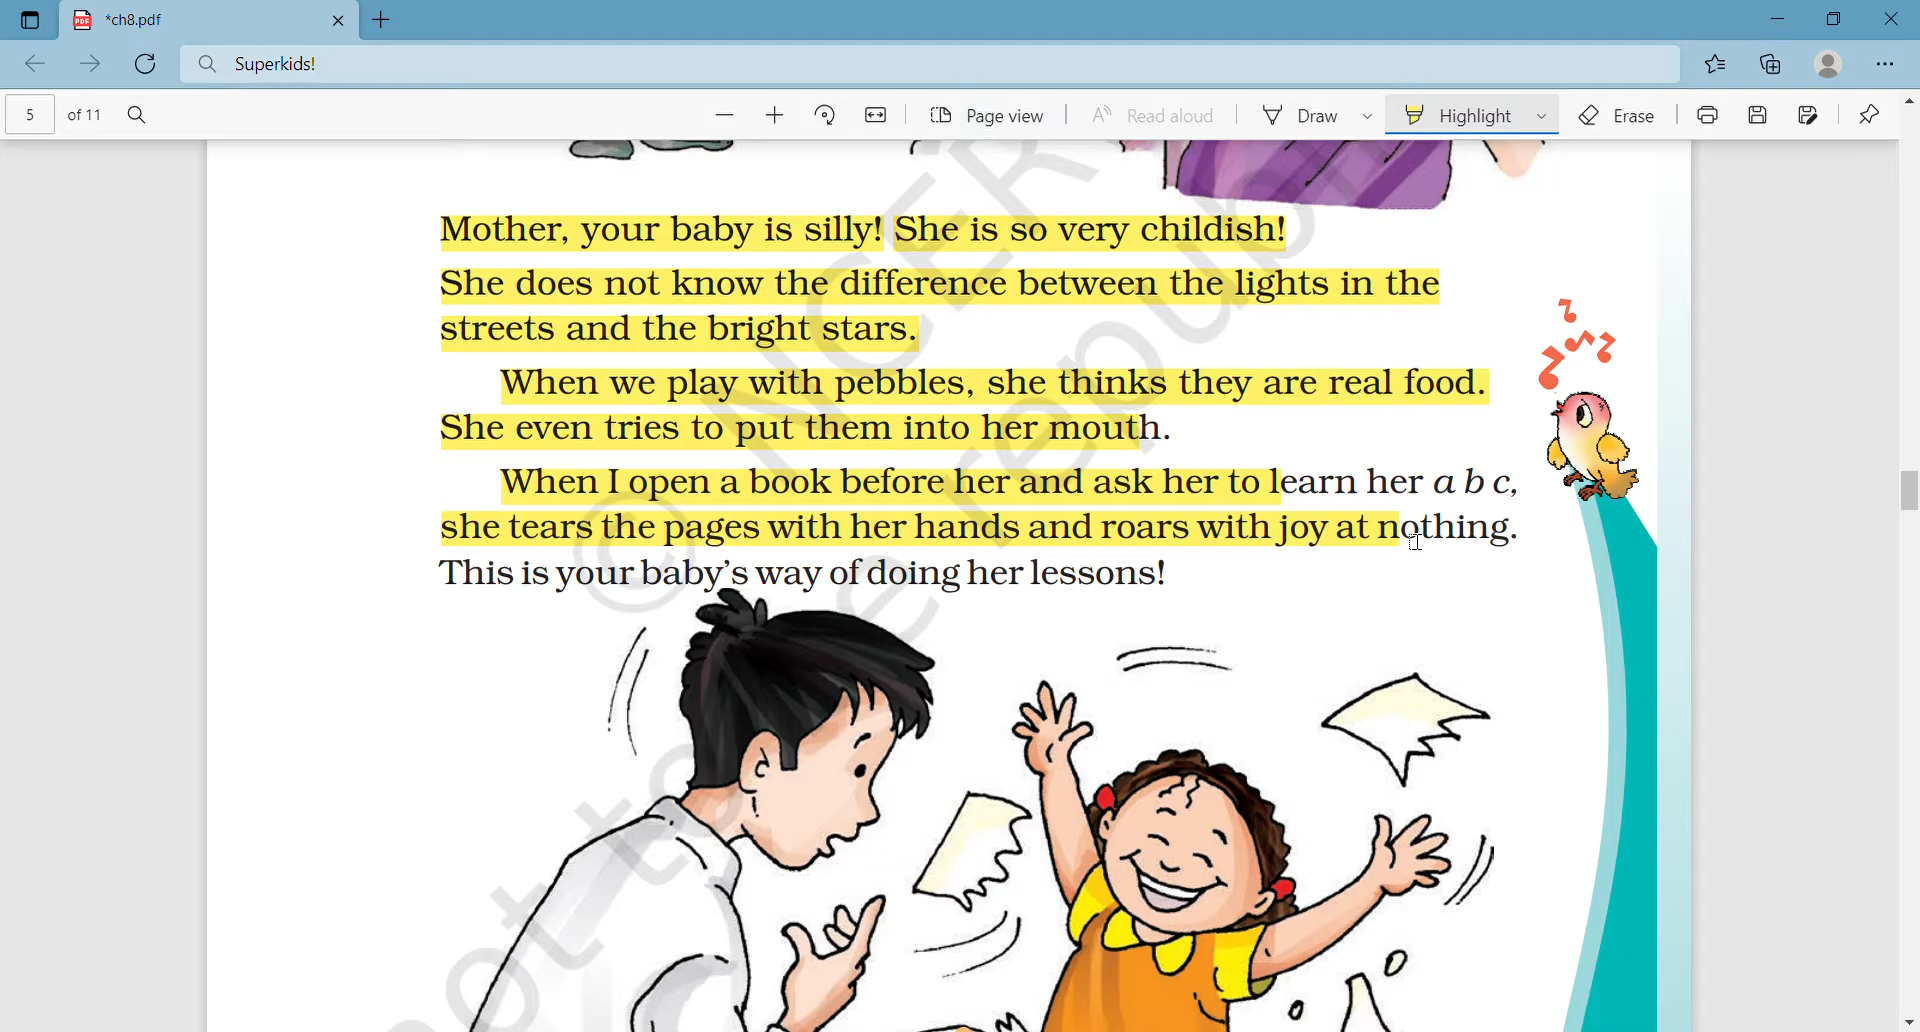 *ch8.pdf
Superkids!
5 of 11
Page view
Read aloud
Draw
Highlight
Erase
Mother, your baby is silly! She is so very childish!
She does not know the difference between the lights in the
streets and the bright stars.
When we play with pebbles, she thinks they are real food.
She even tries to put them into her mouth.
When I open a book before her and ask her to learn her a b c,
she tears the pages with her hands and roars with joy at nothing.
This is your baby's way of doing her lessons!
© NCER
not to
e republi